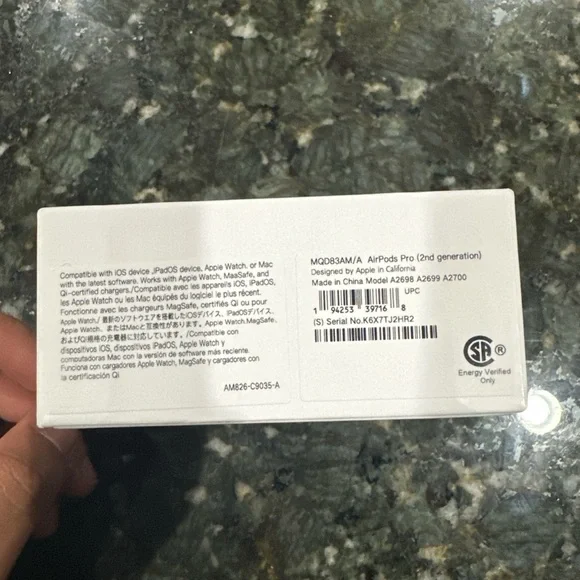 Compatible with iOS device ,iPadOS device, Apple Watch, or Mac
with the latest software. Works with Apple Watch, MaaSafe, and
Qi-certified chargers./Compatible avec les appareils iOS, iPadOS,
les Apple Watch ou les Mac équipés du logiciel le plus récent.
Fonctionne avec les chargeurs MagSafe, certifiés Qi ou pour
Apple Watch./最新のソフトウエアを搭載したiOSデバイス、iPadOSデバイス、
Apple Watch、またはMacと互換性があります。Apple Watch,MagSafe、
およびQi規格の充電器に対応しています。/Compatible con
dispositivos iOS, dispositivos iPadOS, Apple Watch y
computadoras Mac con la versión de software más reciente.
Funciona con cargadores Apple Watch, MagSafe y cargadores con
la certificación Qi
AM826-C9035-A
MQD83AM/A AirPods Pro (2nd generation)
Designed by Apple in California
Made in China Model A2698 A2699 A2700
UPC
1 94253 39716 8
(S) Serial No.K6X7TJ2HR2
SA ®
Energy Verified
Only